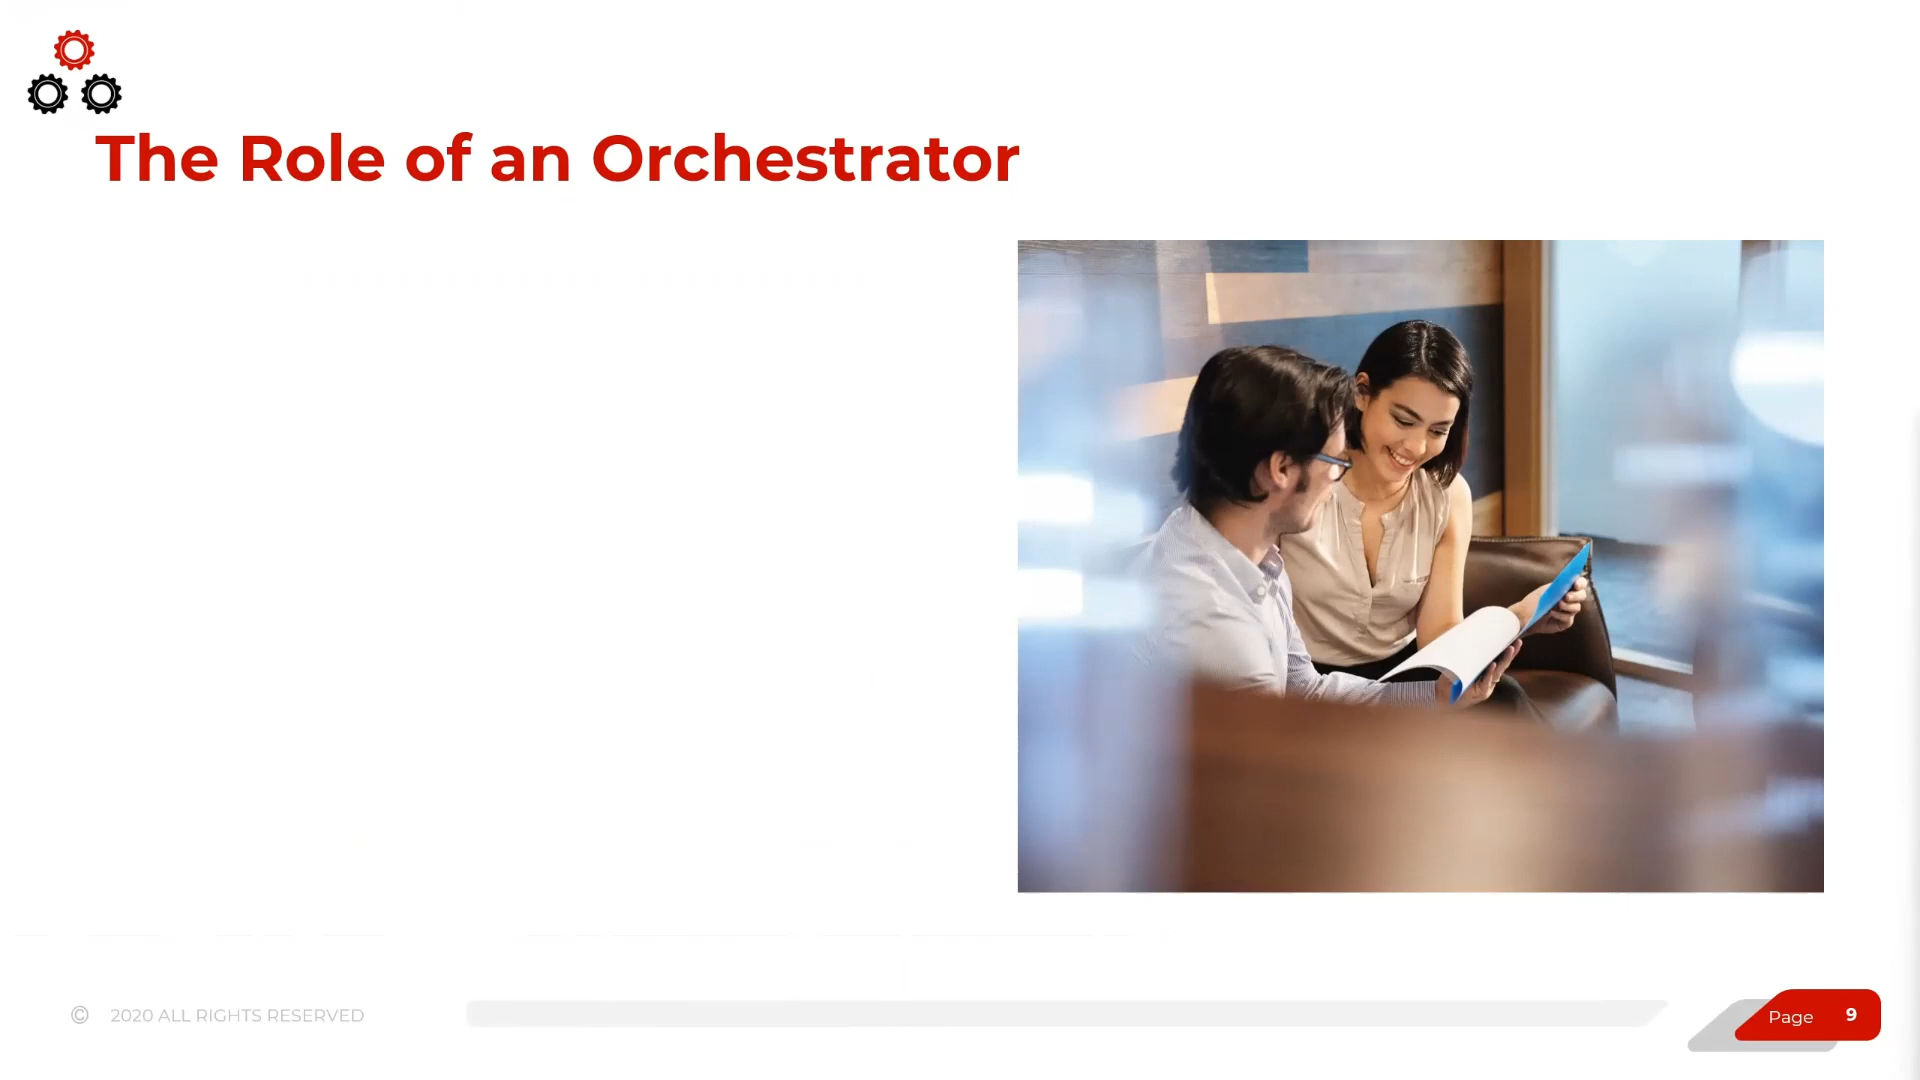 The Role of an Orchestrator
© 2020 ALL RIGHTS RESERVED
Page 9